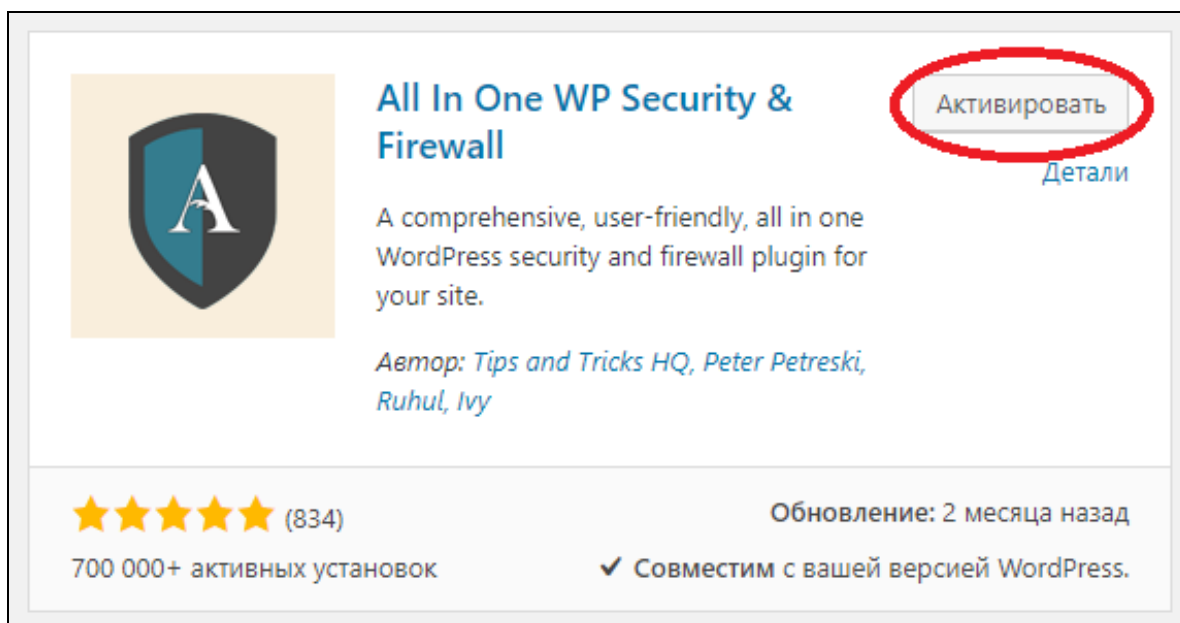 All In One WP Security &
Firewall
Активировать
Детали
A comprehensive, user-friendly, all in one
WordPress security and firewall plugin for
your site.
Автор: Tips and Tricks HQ, Peter Petreski,
Ruhul, Ivy
A
(834)
Обновление: 2 месяца назад
700 000+ активных установок
✔ Совместим с вашей версией WordPress.